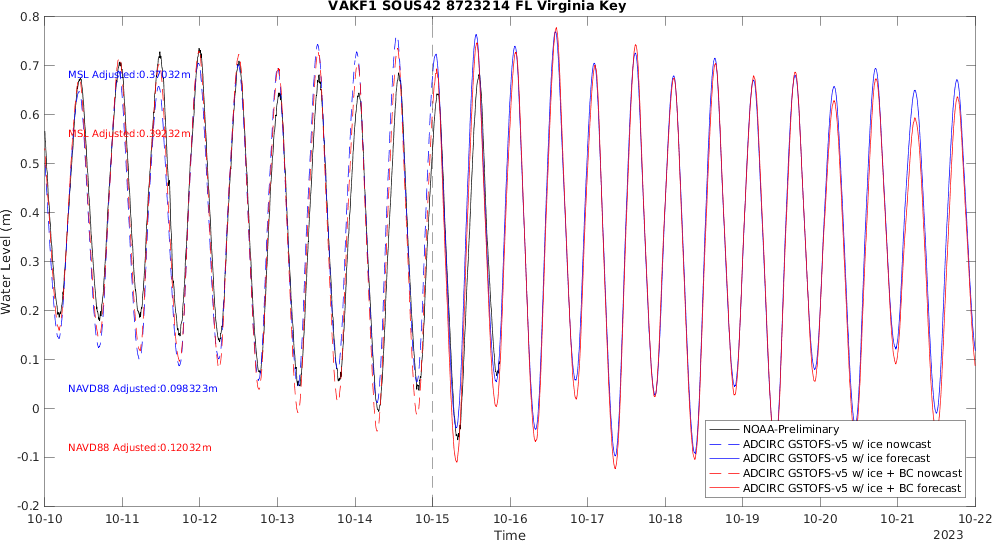 VAKF1 SOUS42 8723214 FL Virginia Key
0.8
0.7
0.6
0.5
0.4
0.3
0.2
0.1
0
-0.1
-0.2
Water Level (m)
MSL Adjusted:0.37032m
MSL Adjusted:0.39232m
NAVD88 Adjusted:0.098323m
NAVD88 Adjusted:0.12032m
NOAA-Preliminary
ADCIRC GSTOFS-v5 w/ ice nowcast
ADCIRC GSTOFS-v5 w/ ice forecast
ADCIRC GSTOFS-v5 w/ ice + BC nowcast
ADCIRC GSTOFS-v5 w/ ice + BC forecast
10-10 10-11 10-12 10-13 10-14 10-15 10-16 10-17 10-18 10-19 10-20 10-21 10-22
Time
2023